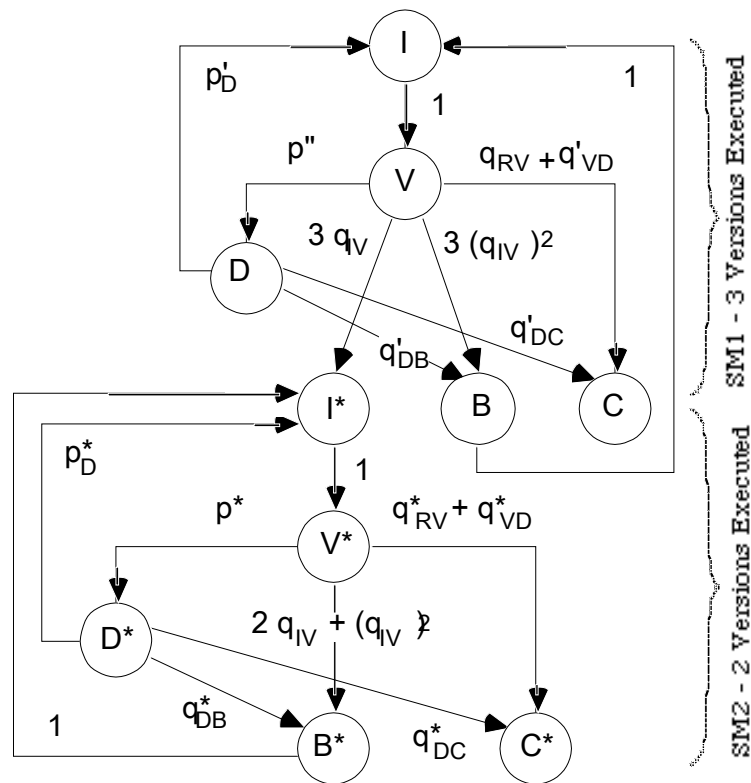 I
p'D
1
1
p"
V
qRV + q'VD
3 qIV
3 (qIV )2
D
q'DB
q'DC
I*
B
C
SM1 - 3 Versions Executed
p*D
1
p*
q*RV + q*VD
V*
2 qIV + (qIV )2
D*
q*DB
1
B*
q*DC
C*
SM2 - 2 Versions Executed